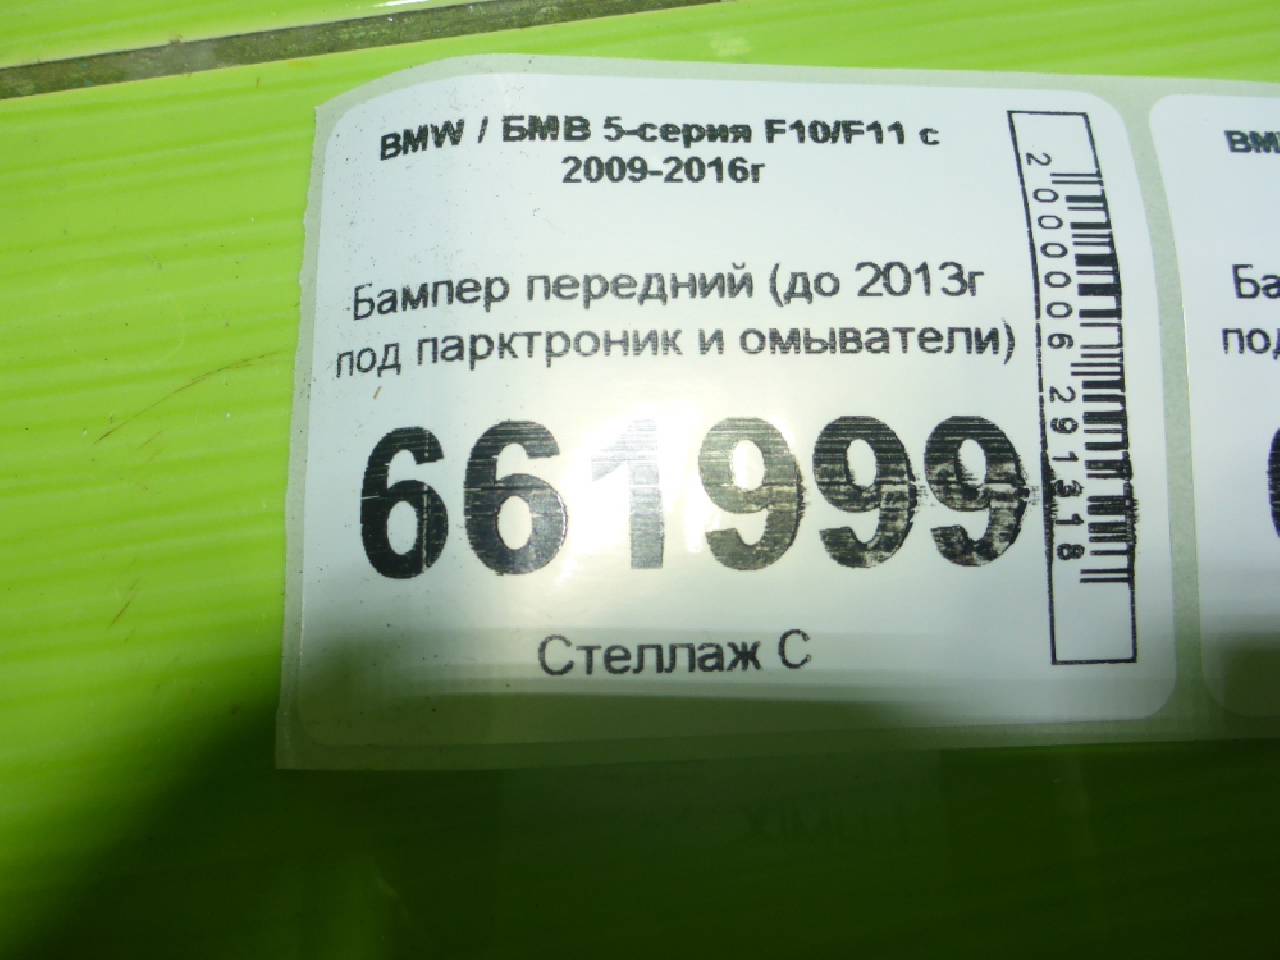 BMW / БМВ 5-серия F10/F11 с
2009-2016г
Бампер передний (до 2013г
под парктроник и омыватели)
661999
Стеллаж С
2000006291318